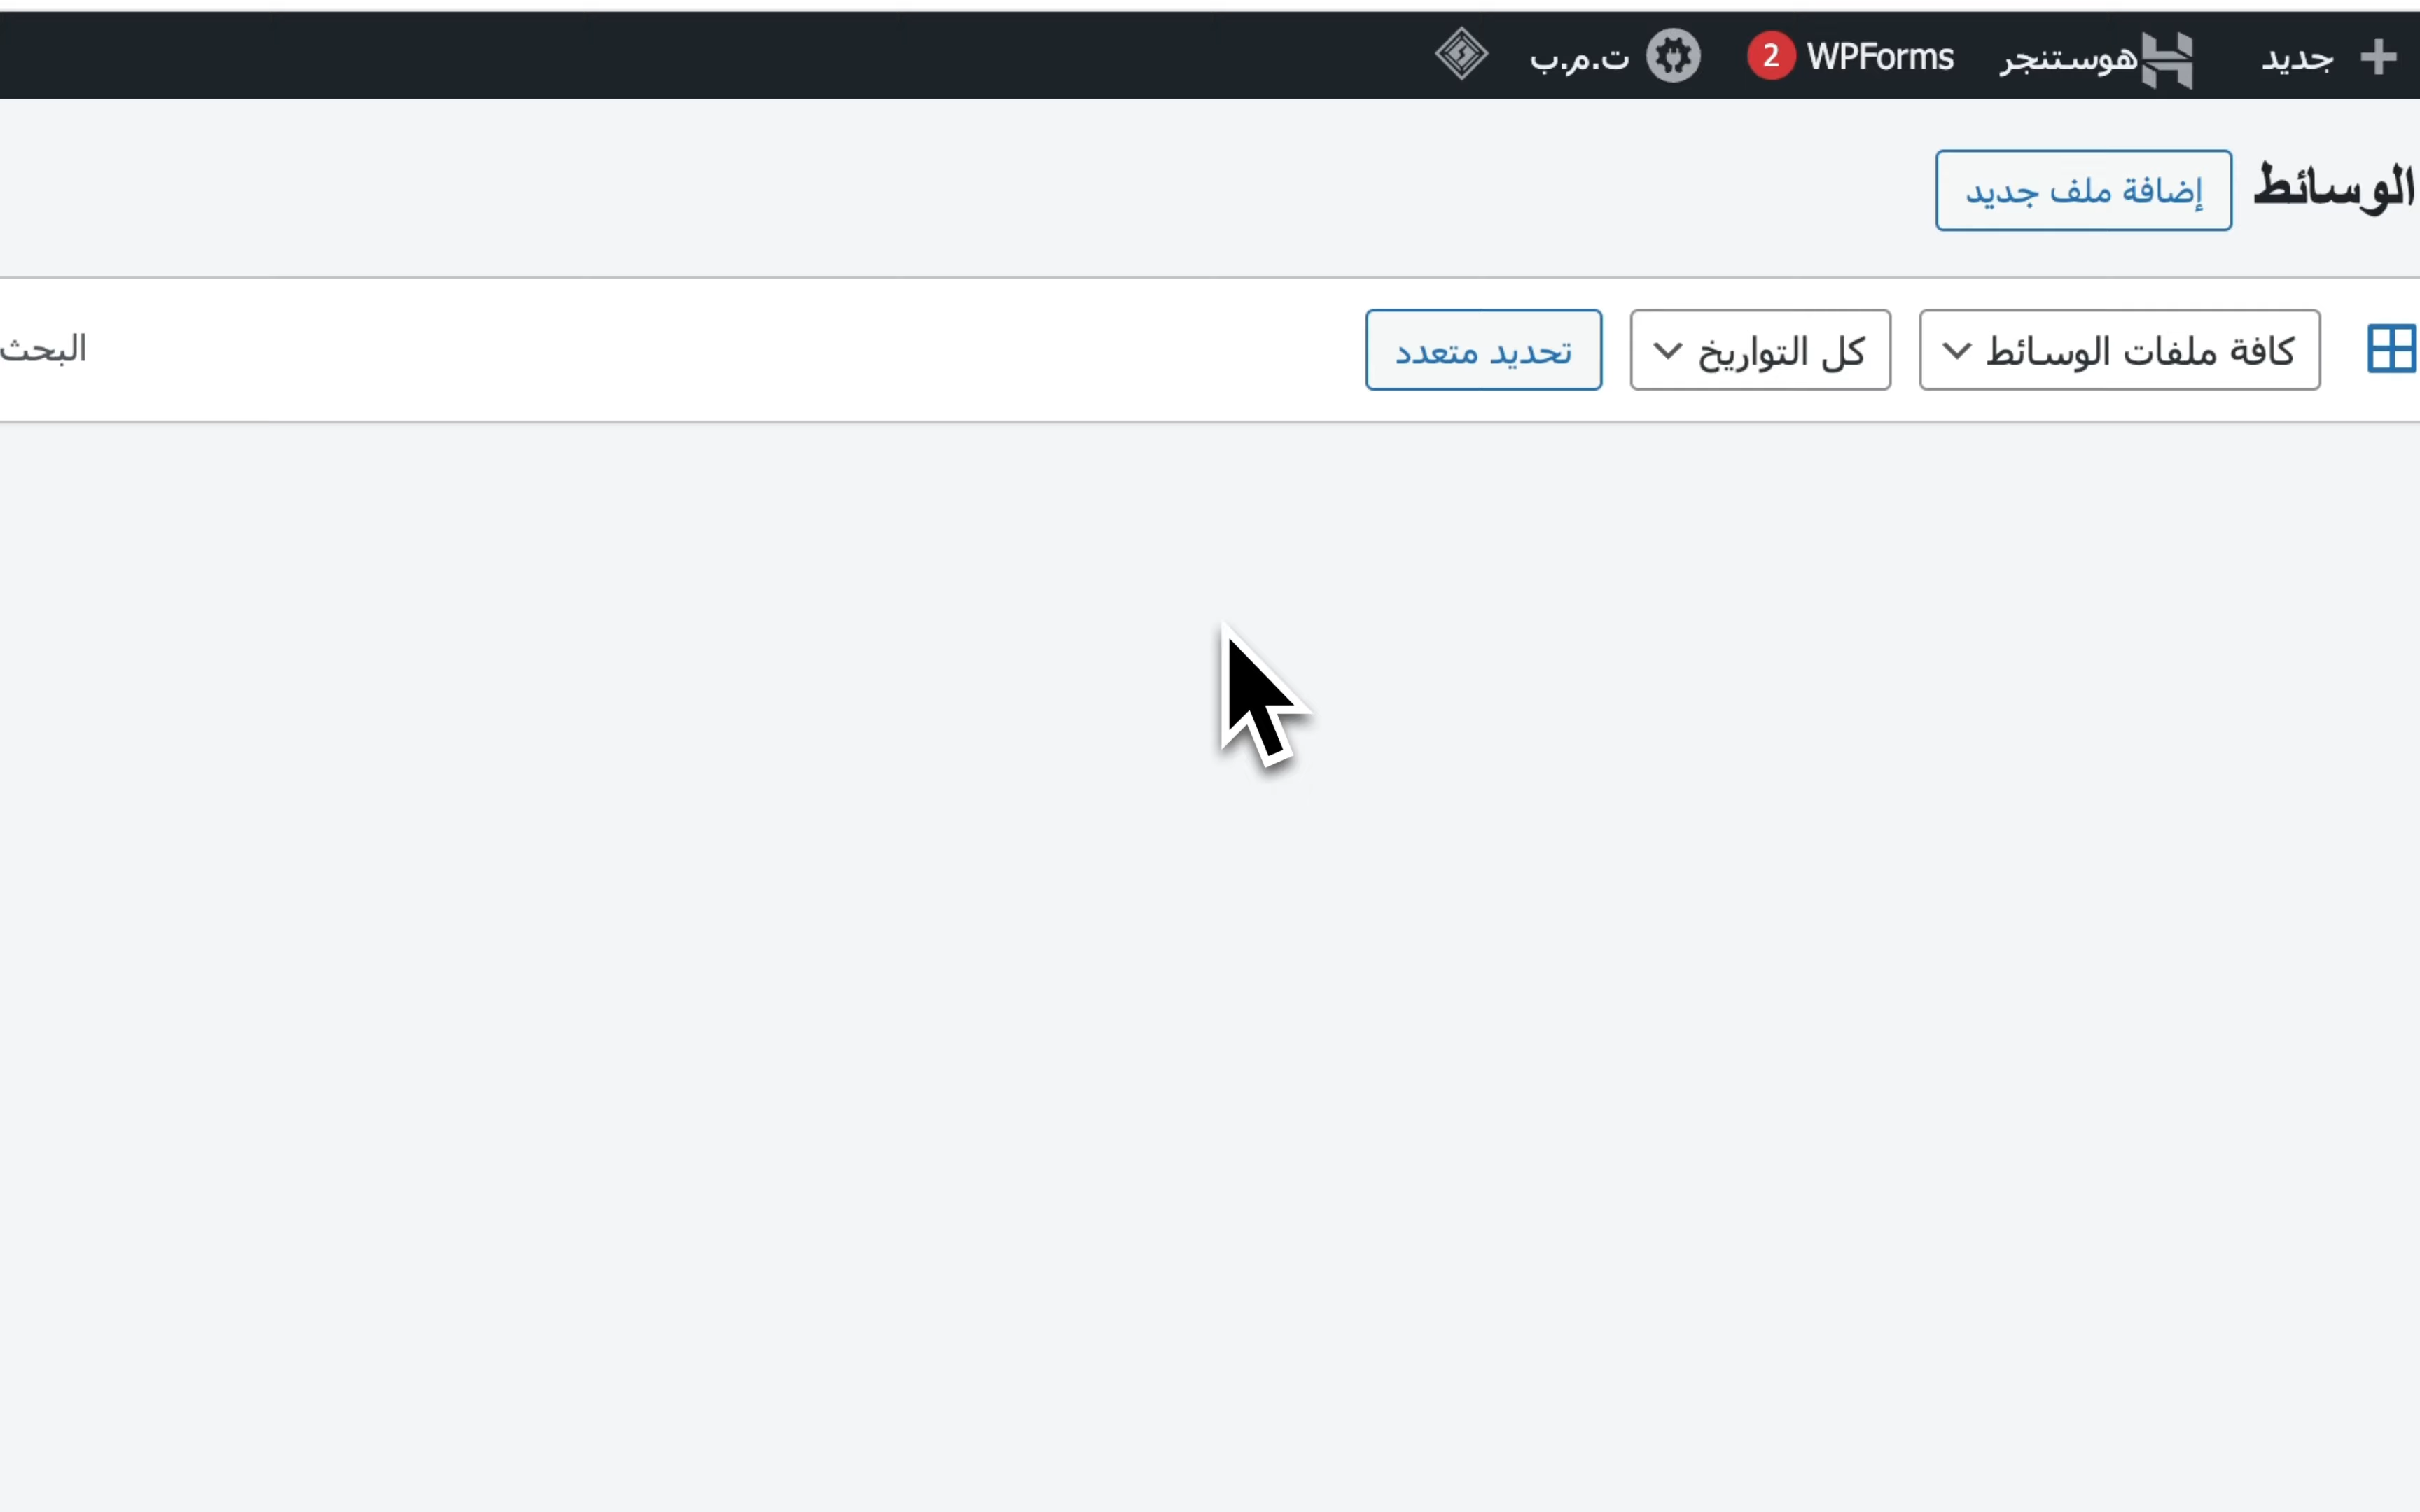 جديد هوستنجر WPForms 2 ت.م.ب
الوسائط إضافة ملف جديد
كافة ملفات الوسائط كل التواريخ تحديد متعدد البحث